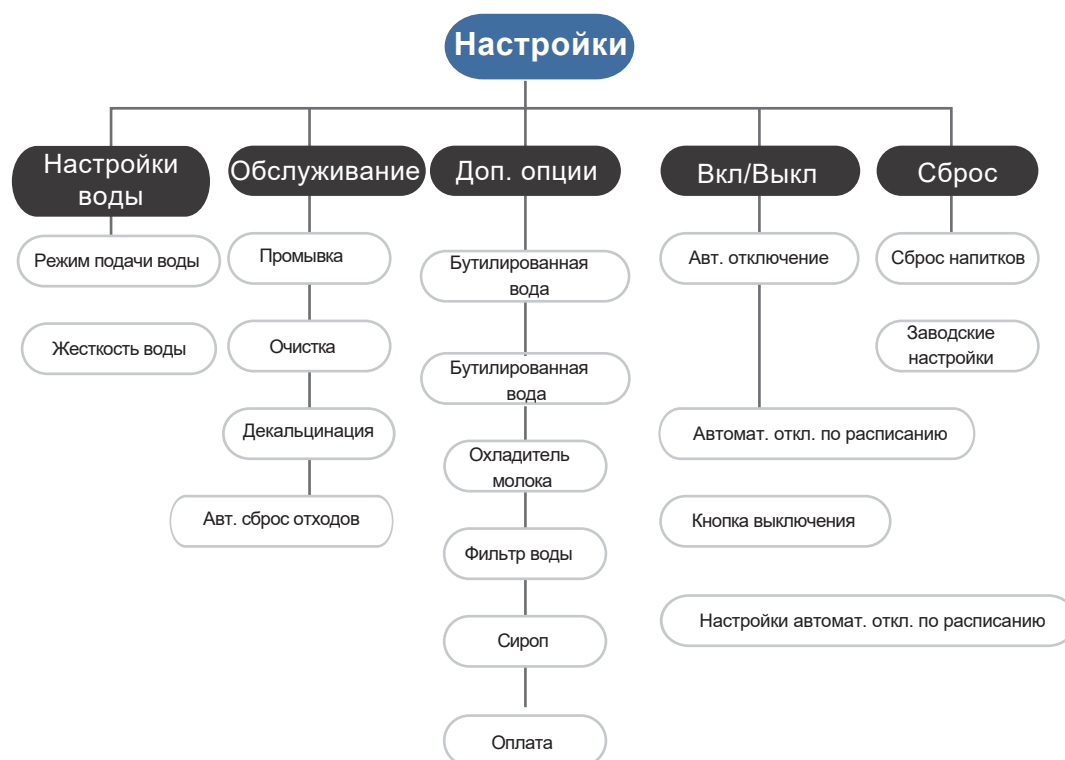 Настройки
Настройки
воды
Обслуживание
Доп. опции
Вкл/Выкл
Сброс
Режим подачи воды
Жесткость воды
Промывка
Очистка
Декальцинация
Авт. сброс отходов
Бутилированная
вода
Бутилированная
вода
Охладитель
молока
Фильтр воды
Сироп
Оплата
Авт. отключение
Автомат. откл. по расписанию
Кнопка выключения
Настройки автомат. откл. по расписанию
Сброс напитков
Заводские
настройки